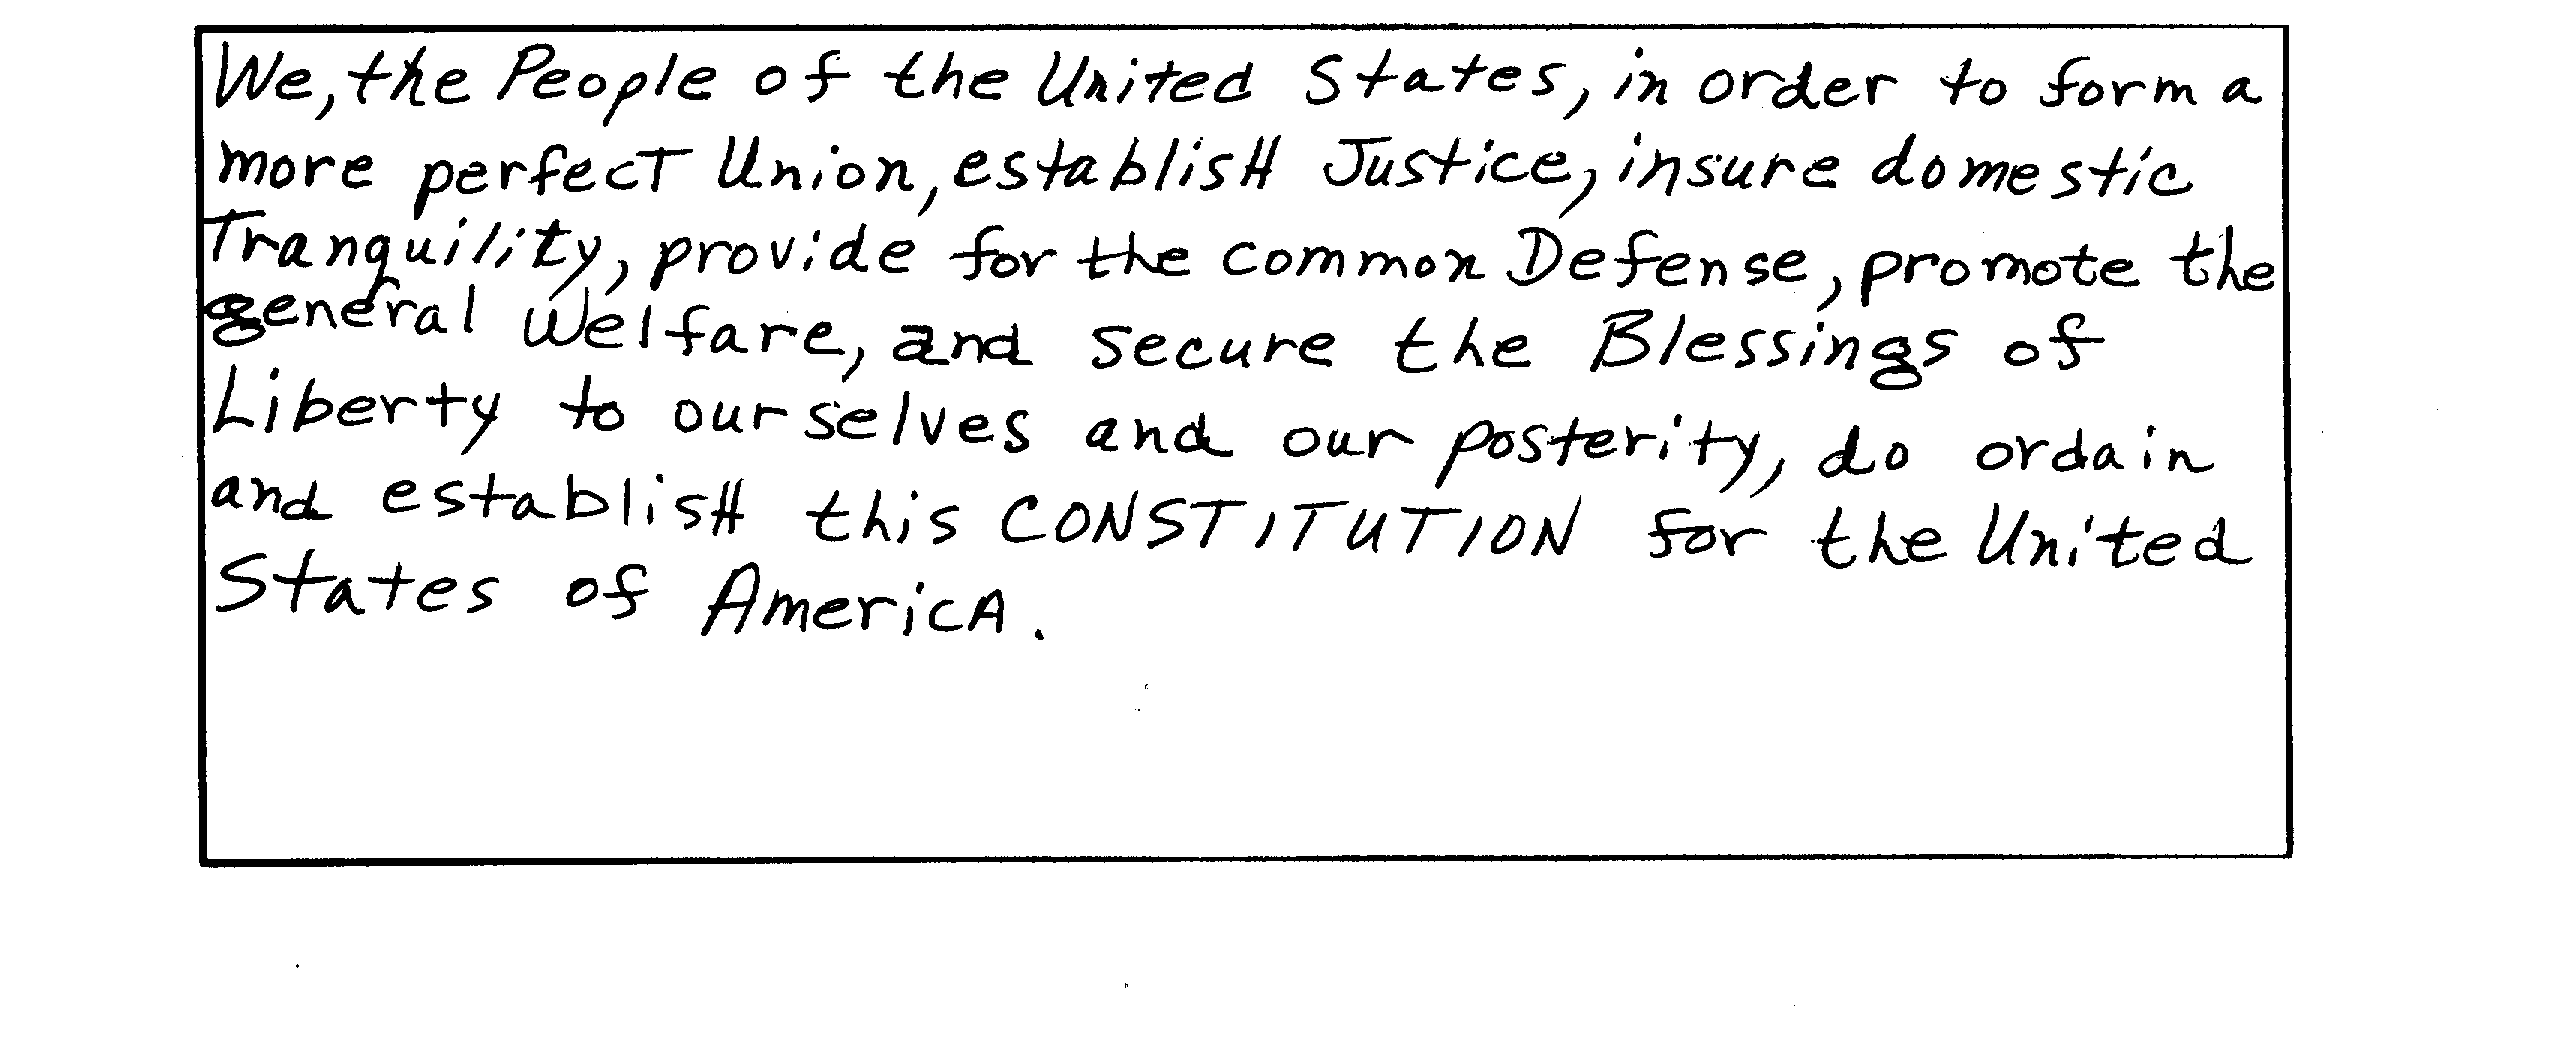 We, the People of the United States, in order to form a
more perfecT Union, establisH Justice, insure domestic
Tranquility, provide for the common Defense, promote the
general Welfare, and secure the Blessings of
Liberty to ourselves and our posterity, do ordain
and establisH this CONSTITUTION for the United
States of AmericA.